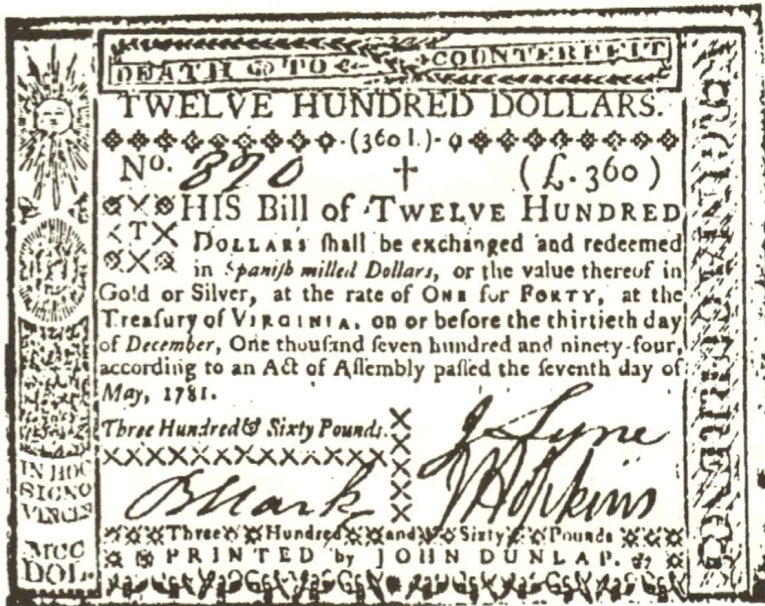 DEATH TO COUNTERFEIT
TWELVE HUNDRED DOLLARS.
(360 l.)
No. 890 (£. 360)
THIS Bill of TWELVE HUNDRED
DOLLARS ſhall be exchanged and redeemed
in Spaniſh milled Dollars, or the value thereof in
Gold or Silver, at the rate of ONE for FORTY, at the
Treaſury of VIRGINIA, on or before the thirtieth day
of December, One thouſand ſeven hundred and ninety-four,
according to an Act of Aſſembly paſſed the ſeventh day of
May, 1781.
Three Hundred & Sixty Pounds.
J Lyne
B Stark
J Hopkins
Three Hundred and Sixty Pounds
PRINTED by JOHN DUNLAP.
IN HOC
SIGNO
VINCES
MCC
DOL.